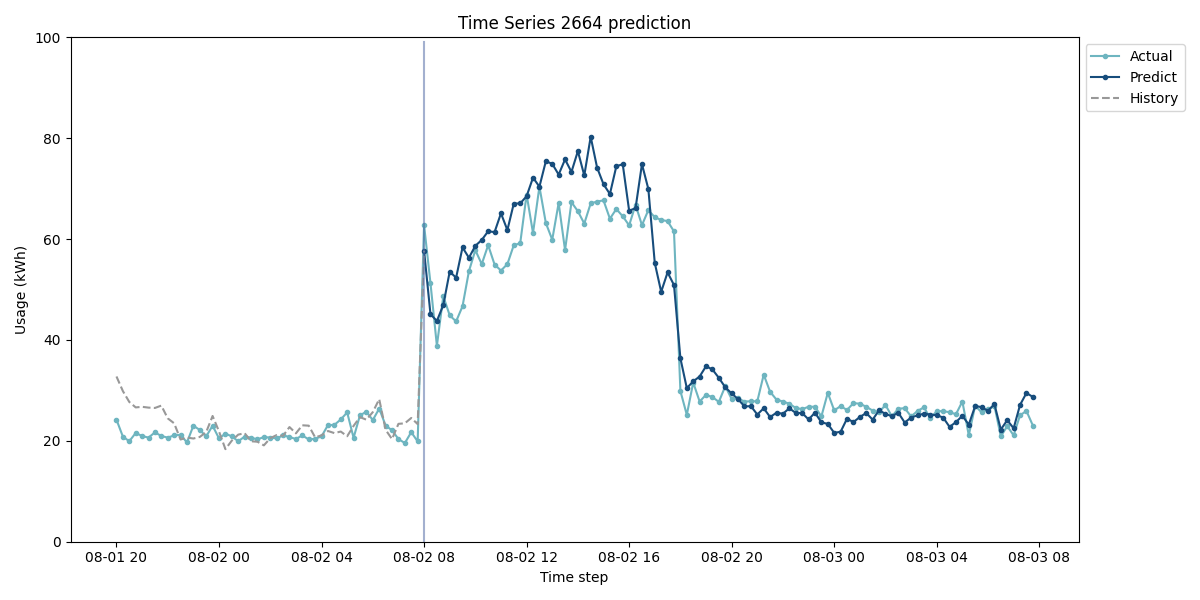 Time Series 2664 prediction
100
80
60
40
20
0
Usage (kWh)
08-01 20
08-02 00
08-02 04
08-02 08
08-02 12
08-02 16
08-02 20
08-03 00
08-03 04
08-03 08
Time step
Actual
Predict
History